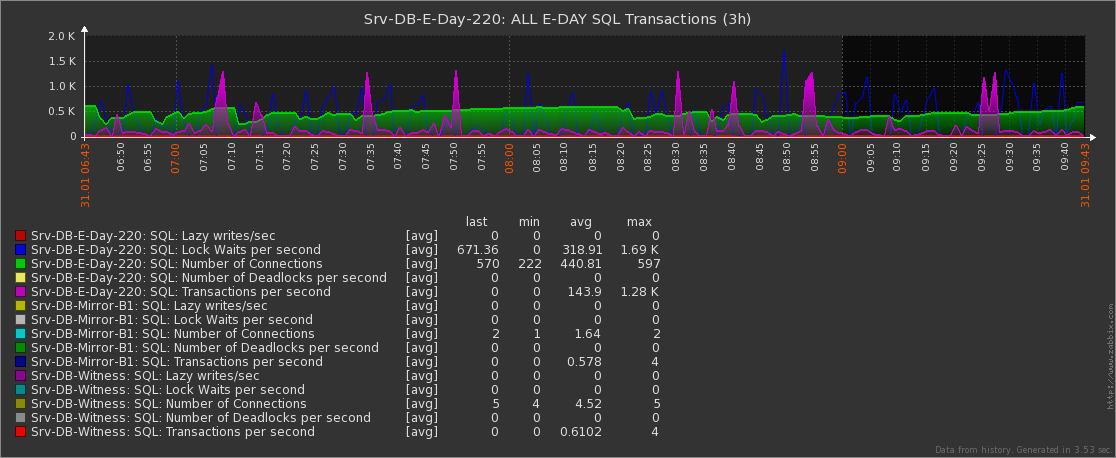 Srv-DB-E-Day-220: ALL E-DAY SQL Transactions (3h)
2.0 K
1.5 K
1.0 K
0.5 K
0
31.01 06:43 06:50 06:55 07:00 07:05 07:10 07:15 07:20 07:25 07:30 07:35 07:40 07:45 07:50 07:55 08:00 08:05 08:10 08:15 08:20 08:25 08:30 08:35 08:40 08:45 08:50 08:55 09:00 09:05 09:10 09:15 09:20 09:25 09:30 09:35 09:40 31.01 09:43
last min avg max
Srv-DB-E-Day-220: SQL: Lazy writes/sec [avg] 0 0 0 0
Srv-DB-E-Day-220: SQL: Lock Waits per second [avg] 671.36 0 318.91 1.69 K
Srv-DB-E-Day-220: SQL: Number of Connections [avg] 570 222 440.81 597
Srv-DB-E-Day-220: SQL: Number of Deadlocks per second [avg] 0 0 0 0
Srv-DB-E-Day-220: SQL: Transactions per second [avg] 0 0 143.9 1.28 K
Srv-DB-Mirror-B1: SQL: Lazy writes/sec [avg] 0 0 0 0
Srv-DB-Mirror-B1: SQL: Lock Waits per second [avg] 0 0 0 0
Srv-DB-Mirror-B1: SQL: Number of Connections [avg] 2 1 1.64 2
Srv-DB-Mirror-B1: SQL: Number of Deadlocks per second [avg] 0 0 0 0
Srv-DB-Mirror-B1: SQL: Transactions per second [avg] 0 0 0.578 4
Srv-DB-Witness: SQL: Lazy writes/sec [avg] 0 0 0 0
Srv-DB-Witness: SQL: Lock Waits per second [avg] 0 0 0 0
Srv-DB-Witness: SQL: Number of Connections [avg] 5 4 4.52 5
Srv-DB-Witness: SQL: Number of Deadlocks per second [avg] 0 0 0 0
Srv-DB-Witness: SQL: Transactions per second [avg] 0 0 0.6102 4
http://www.zabbix.com
Data from history. Generated in 3.53 sec